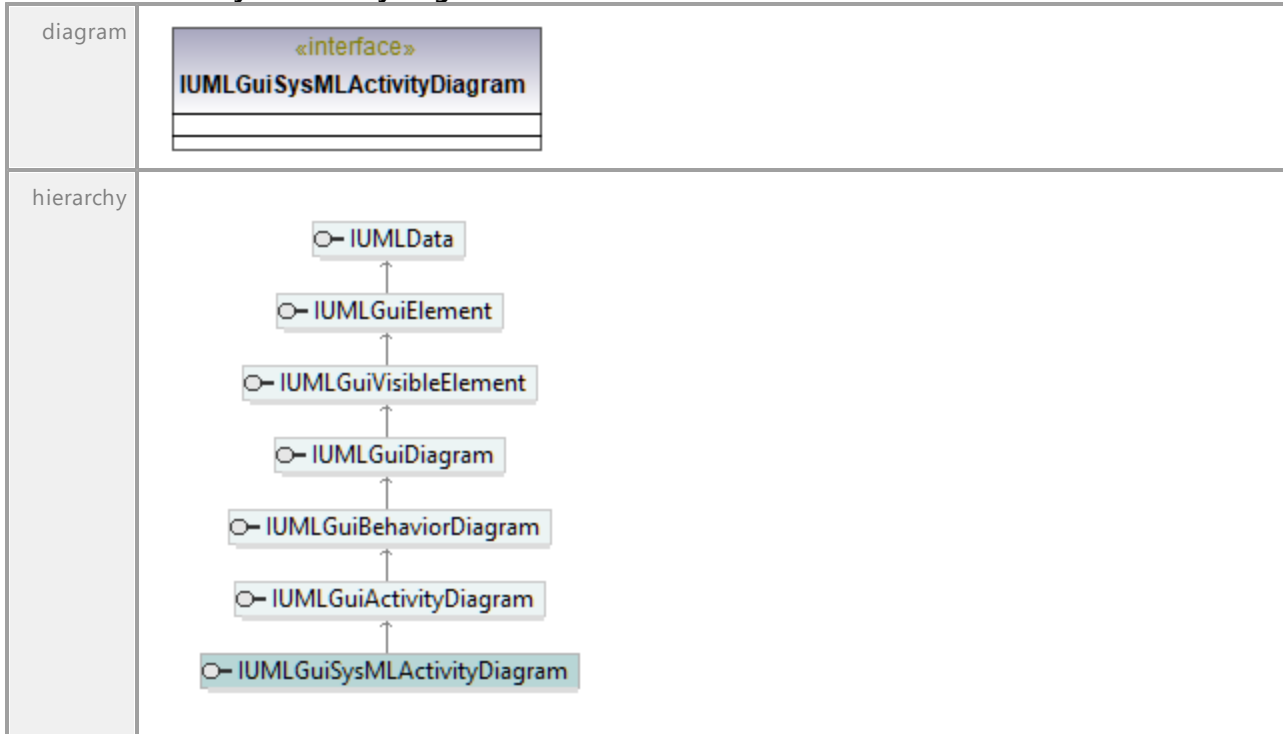 diagram
«interface»
IUMLGuiSysMLActivityDiagram
hierarchy
IUMLData
IUMLGuiElement
IUMLGuiVisibleElement
IUMLGuiDiagram
IUMLGuiBehaviorDiagram
IUMLGuiActivityDiagram
IUMLGuiSysMLActivityDiagram